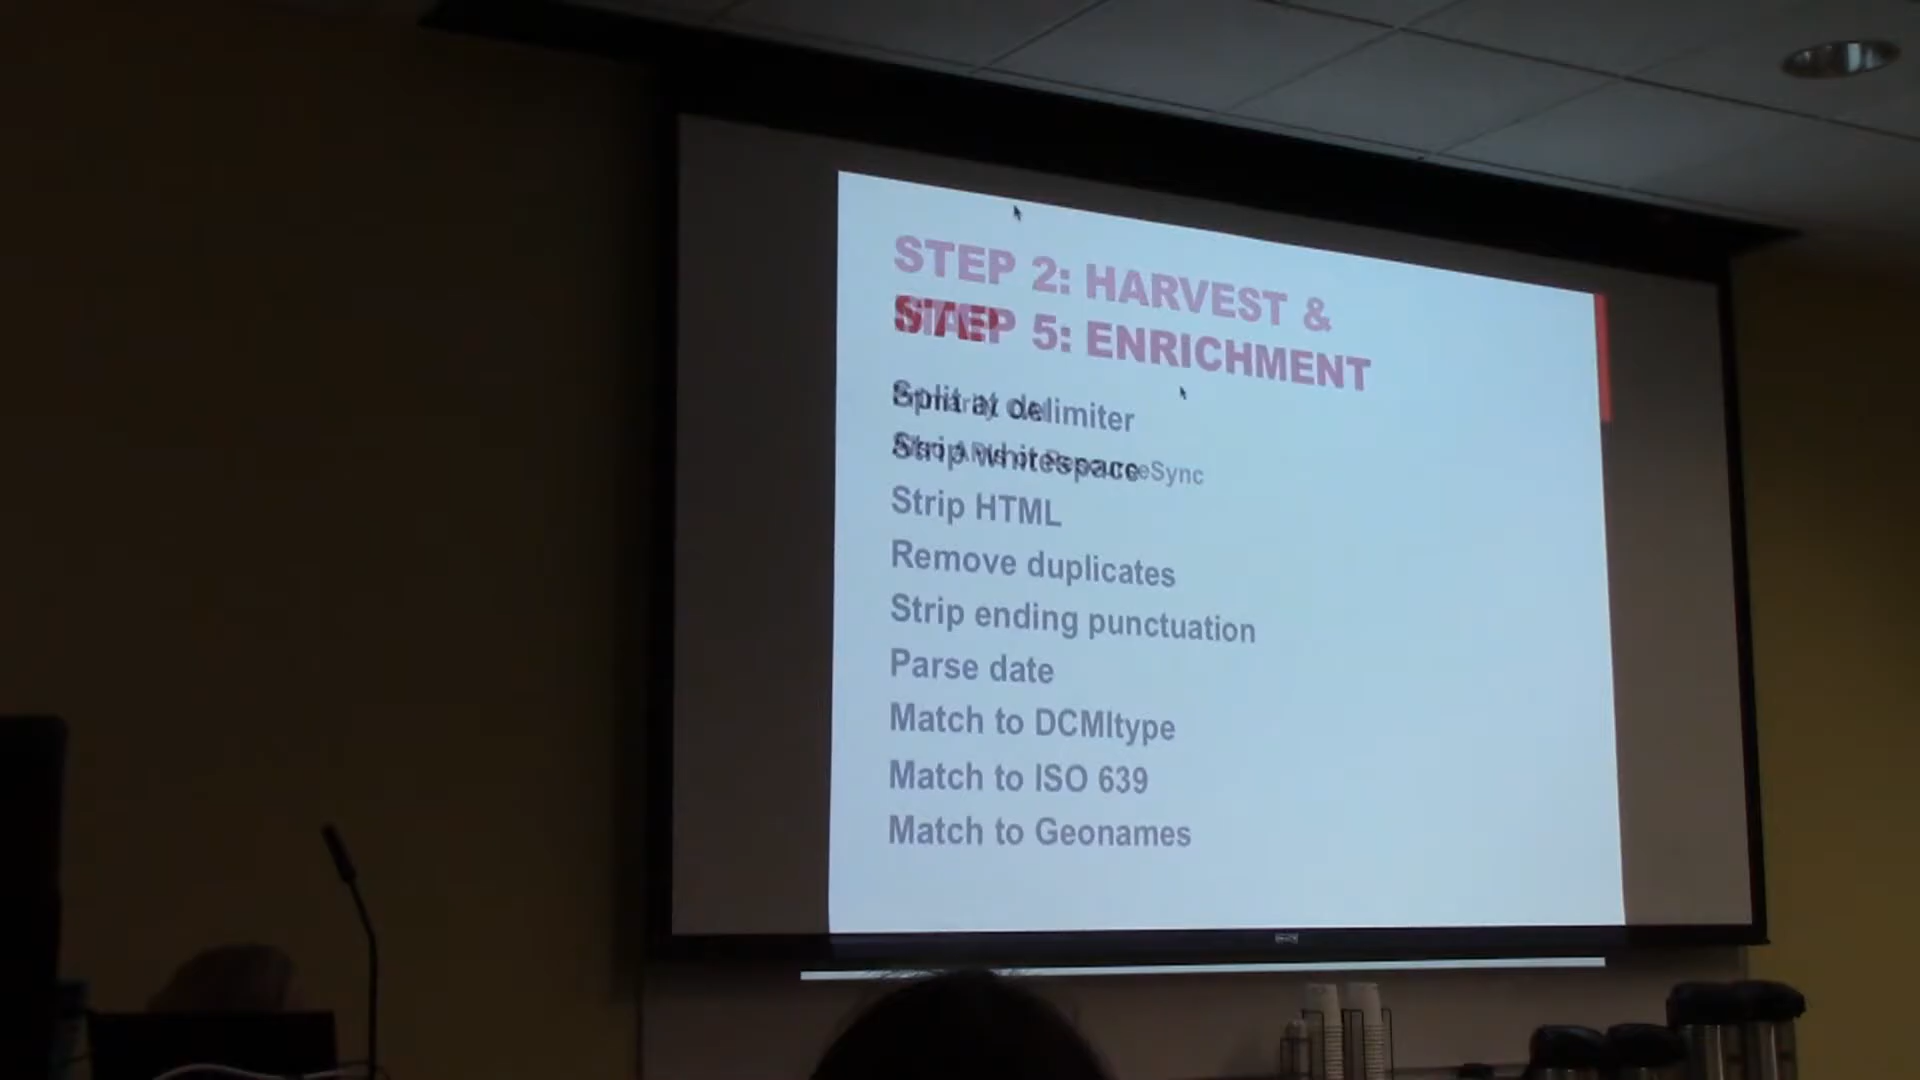 STEP 2: HARVEST &
STEP 5: ENRICHMENT
Split at delimiter
Strip whitespace
Strip HTML
Remove duplicates
Strip ending punctuation
Parse date
Match to DCMItype
Match to ISO 639
Match to Geonames